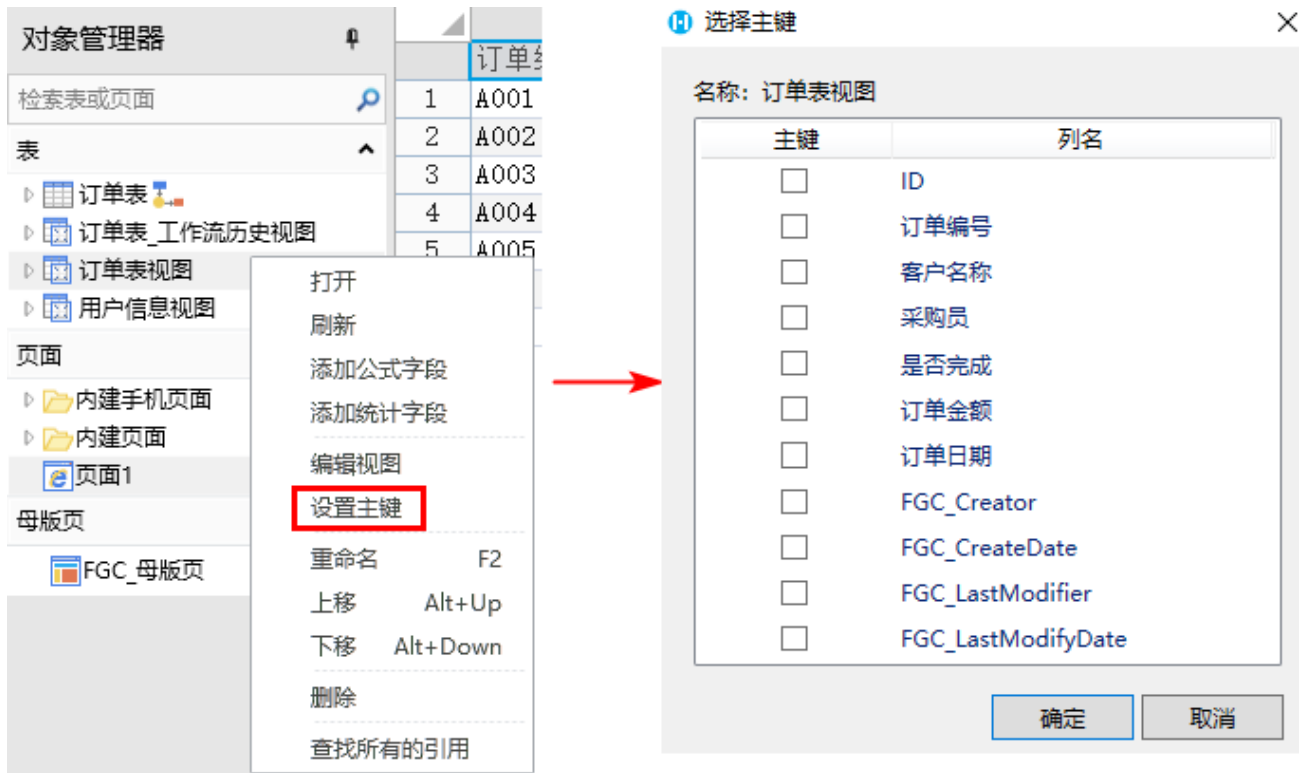 对象管理器
检索表或页面
表
订单表
订单表_工作流历史视图
订单表视图
用户信息视图
页面
内建手机页面
内建页面
页面1
母版页
FGC_母版页
订单
1 A001
2 A002
3 A003
4 A004
5 A005
打开
刷新
添加公式字段
添加统计字段
编辑视图
设置主键
重命名 F2
上移 Alt+Up
下移 Alt+Down
删除
查找所有的引用
选择主键
名称：订单表视图
主键 列名
ID
订单编号
客户名称
采购员
是否完成
订单金额
订单日期
FGC_Creator
FGC_CreateDate
FGC_LastModifier
FGC_LastModifyDate
确定 取消